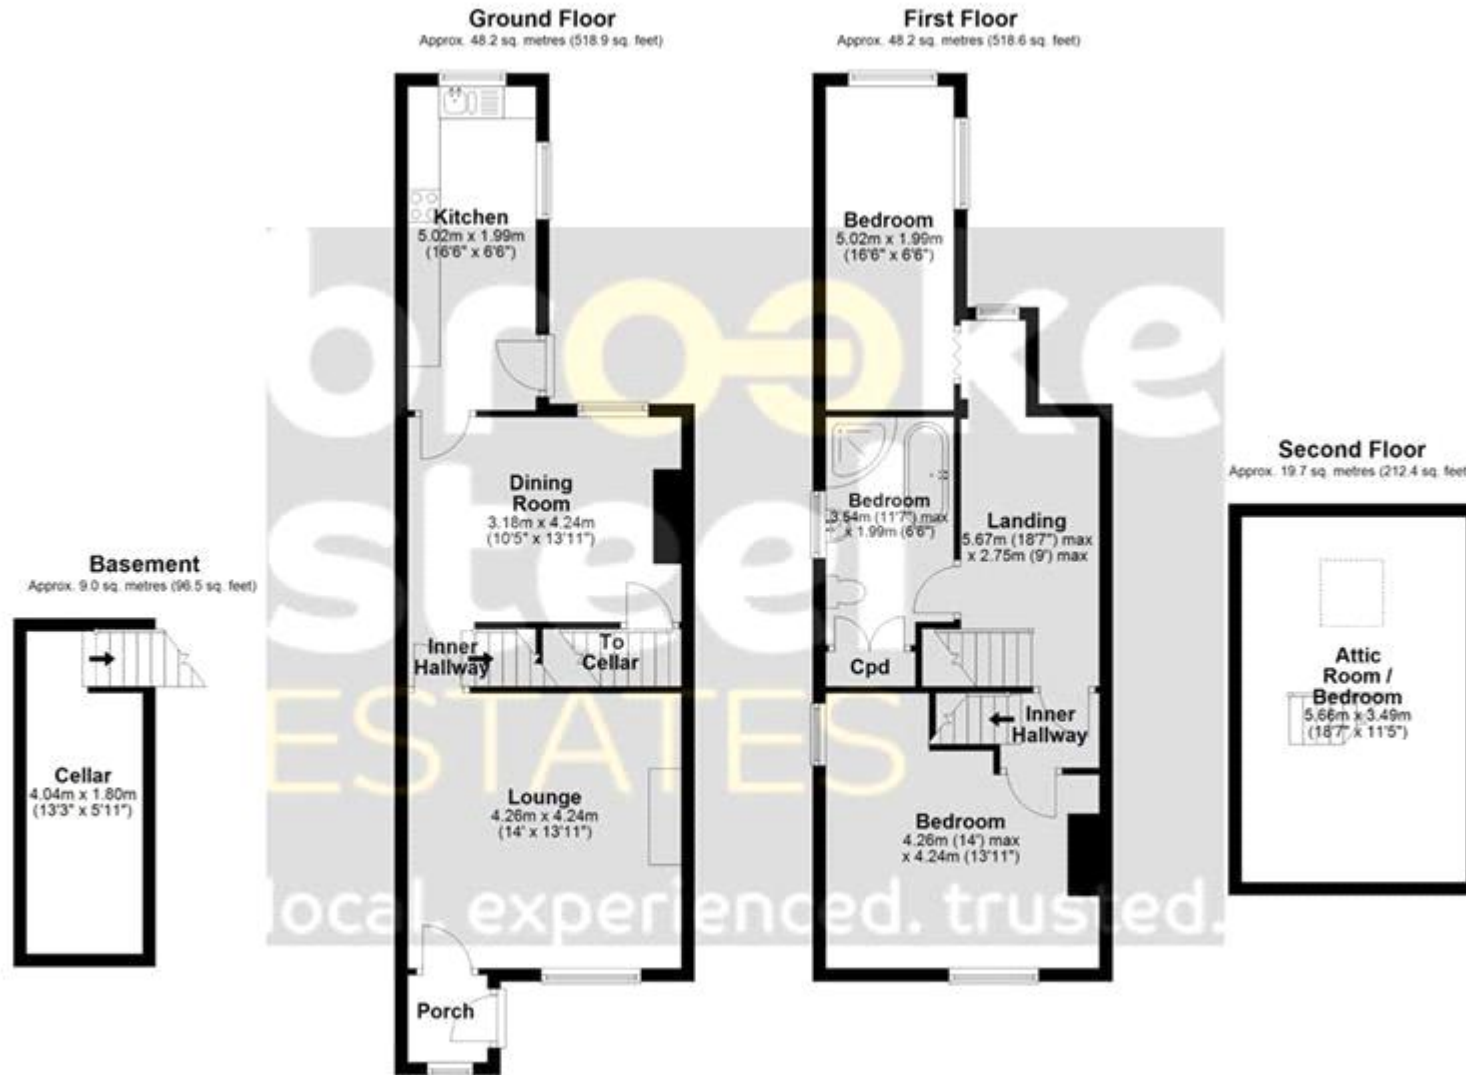 Ground Floor
Approx. 48.2 sq. metres (518.9 sq. feet)
First Floor
Approx. 48.2 sq. metres (518.6 sq. feet)
Kitchen
5.02m x 1.99m
(16'6" x 6'6")
Bedroom
5.02m x 1.99m
(16'6" x 6'6")
brooke
steel
ESTATES
local. experienced. trusted.
Dining
Room
3.18m x 4.24m
(10'5" x 13'11")
Bedroom
3.54m (11'7") max
x 1.99m (6'6")
Landing
5.67m (18'7") max
x 2.75m (9') max
Second Floor
Approx. 19.7 sq. metres (212.4 sq. feet
Basement
Approx. 9.0 sq. metres (96.5 sq. feet)
Inner
Hallway
To
Cellar
Cpd
Inner
Hallway
Attic
Room /
Bedroom
5.66m x 3.49m
(18'7" x 11'5")
Cellar
4.04m x 1.80m
(13'3" x 5'11")
Lounge
4.26m x 4.24m
(14' x 13'11")
Bedroom
4.26m (14') max
x 4.24m (13'11")
Porch